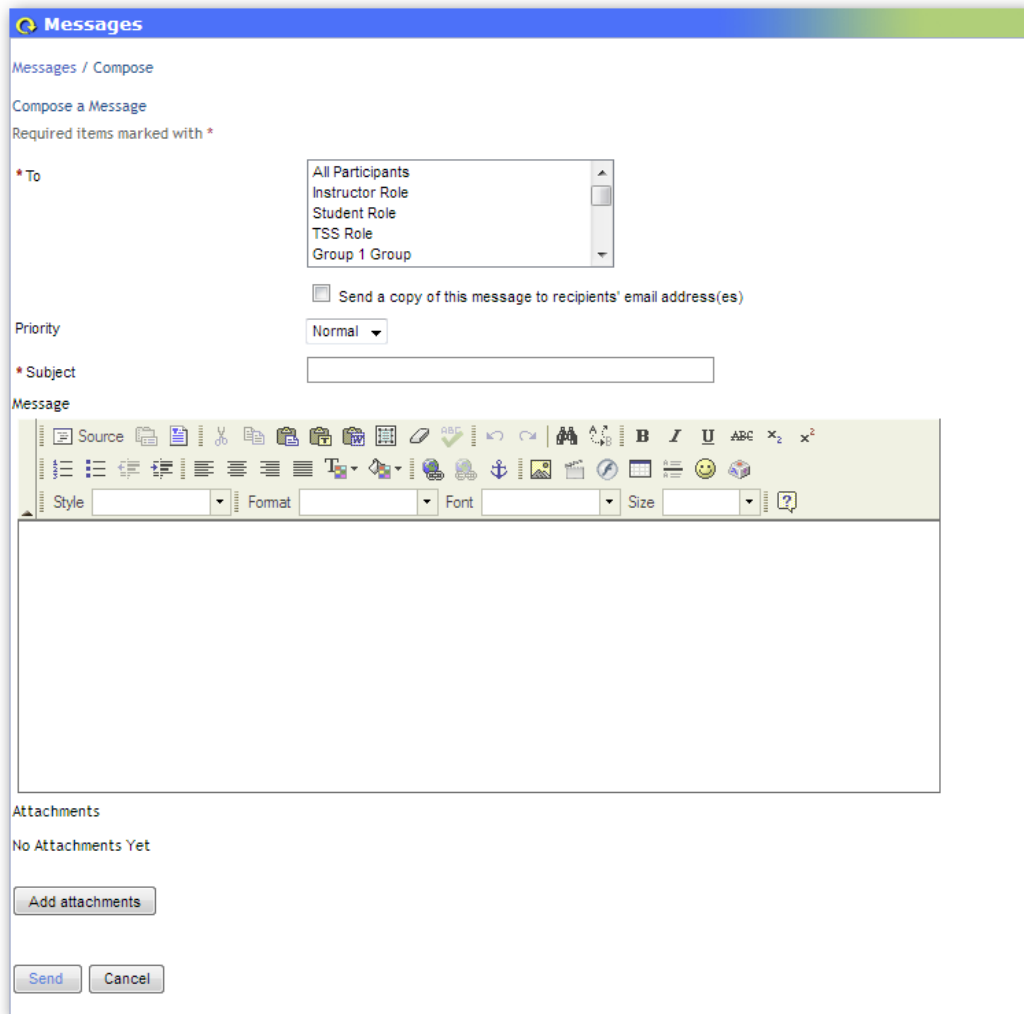 Messages
Messages / Compose
Compose a Message
Required items marked with *
* To
All Participants
Instructor Role
Student Role
TSS Role
Group 1 Group
Send a copy of this message to recipients' email address(es)
Priority
Normal
* Subject
Message
Source ABC B I U ABC x2 x2
Style Format Font Size
Attachments
No Attachments Yet
Add attachments
Send Cancel